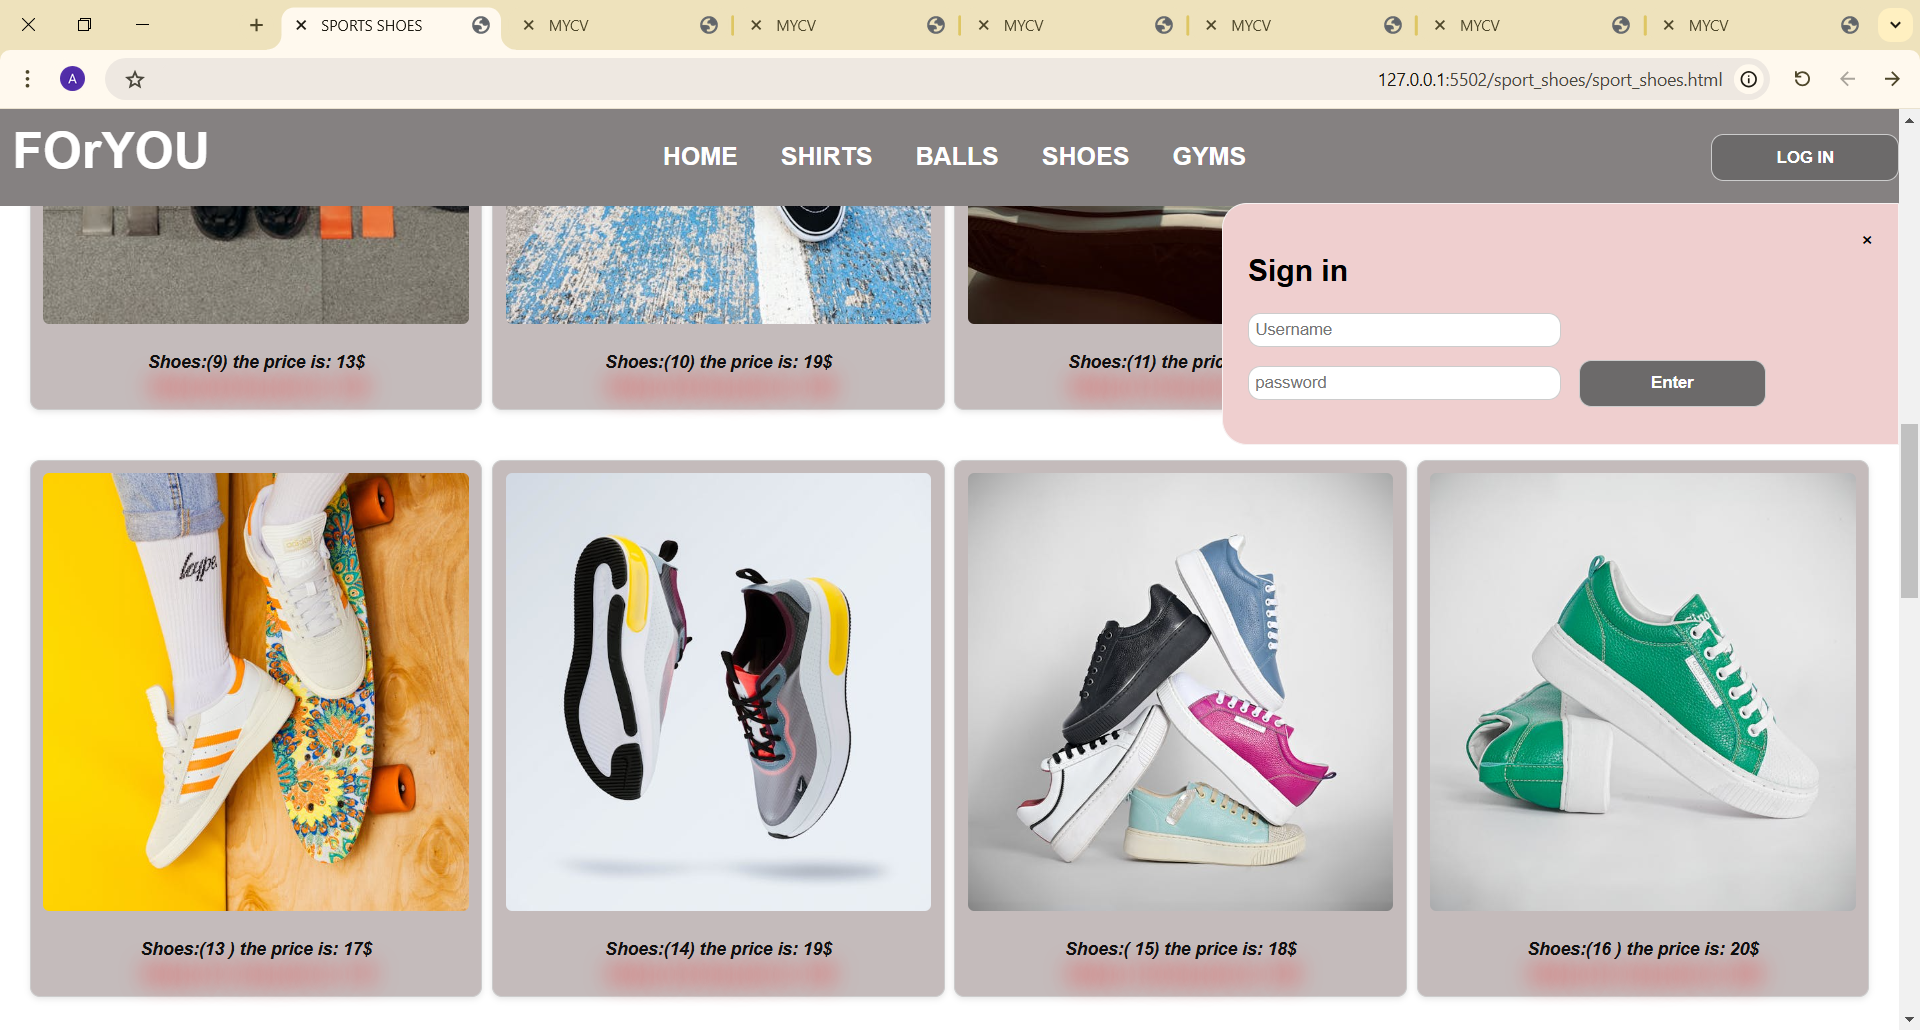 SPORTS SHOES
MYCV
MYCV
MYCV
MYCV
MYCV
MYCV
A
127.0.0.1:5502/sport_shoes/sport_shoes.html
FOrYOU
HOME
SHIRTS
BALLS
SHOES
GYMS
LOG IN
×
Sign in
Username
password
Enter
Shoes:(9) the price is: 13$
Shoes:(10) the price is: 19$
Shoes:(11) the pric
hype.
Shoes:(13 ) the price is: 17$
Shoes:(14) the price is: 19$
Shoes:( 15) the price is: 18$
Shoes:(16 ) the price is: 20$